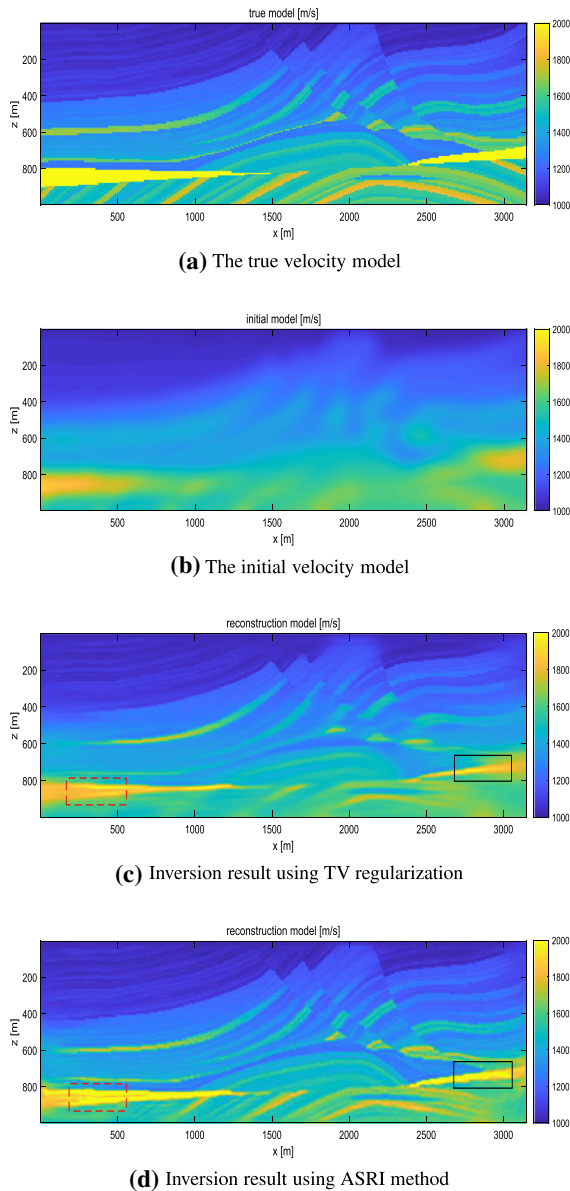 true model [m/s]
200
400
600
800
z [m]
500 1000 1500 2000 2500 3000
x [m]
2000
1800
1600
1400
1200
1000
(a) The true velocity model
initial model [m/s]
200
400
600
800
z [m]
500 1000 1500 2000 2500 3000
x [m]
2000
1800
1600
1400
1200
1000
(b) The initial velocity model
reconstruction model [m/s]
200
400
600
800
z [m]
500 1000 1500 2000 2500 3000
x [m]
2000
1800
1600
1400
1200
1000
(c) Inversion result using TV regularization
reconstruction model [m/s]
200
400
600
800
z [m]
500 1000 1500 2000 2500 3000
x [m]
2000
1800
1600
1400
1200
1000
(d) Inversion result using ASRI method